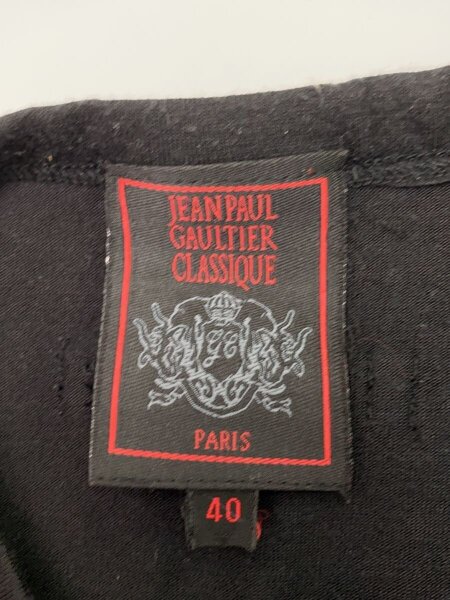 JEAN PAUL
GAULTIER
CLASSIQUE
PARIS
40